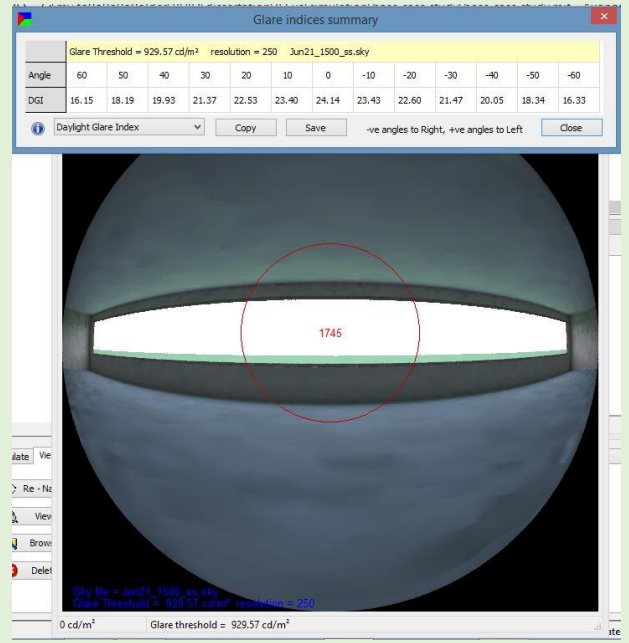 Glare indices summary
Glare Threshold = 929.57 cd/m² resolution = 250 Jun21_1500_ss.sky
Angle 60 50 40 30 20 10 0 -10 -20 -30 -40 -50 -60
DGI 16.15 18.19 19.93 21.37 22.53 23.40 24.14 23.43 22.60 21.47 20.05 18.34 16.33
Daylight Glare Index Copy Save -ve angles to Right, +ve angles to Left Close
1745
ulate Vie
Re - Na
View
Brow
Delet
Sky file = Jun21_1500_ss.sky
Glare Threshold = 929.57 cd/m² resolution = 250
0 cd/m² Glare threshold = 929.57 cd/m²
ate